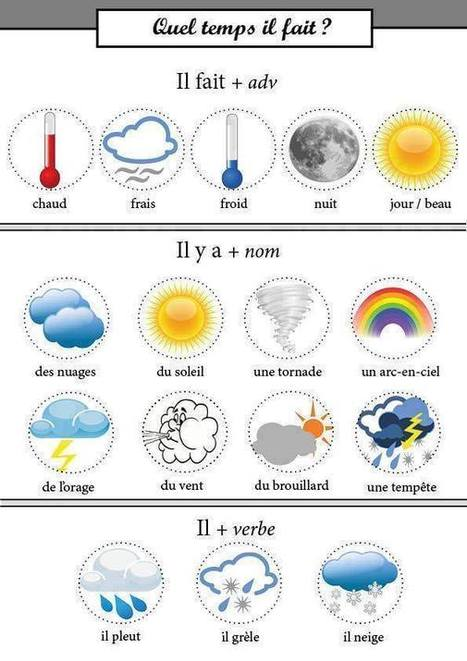 Quel temps il fait ?
Il fait + adv
chaud frais froid nuit jour / beau
Il y a + nom
des nuages du soleil une tornade un arc-en-ciel
de l'orage du vent du brouillard une tempête
Il + verbe
il pleut il grèle il neige